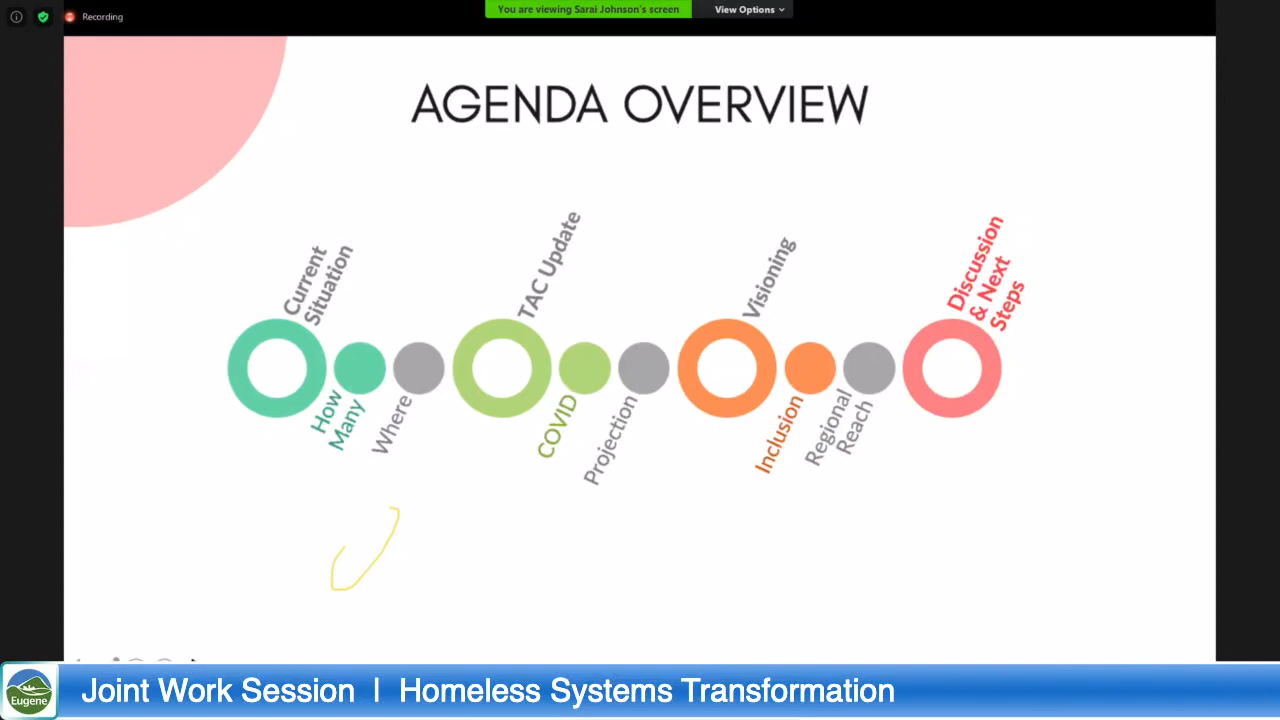 Recording
You are viewing Sarai Johnson's screen
View Options
AGENDA OVERVIEW
Current
Situation
How
Many
Where
TAC Update
COVID
Projection
Visioning
Inclusion
Regional
Reach
Discussion
& Next
Steps
Eugene
Joint Work Session | Homeless Systems Transformation